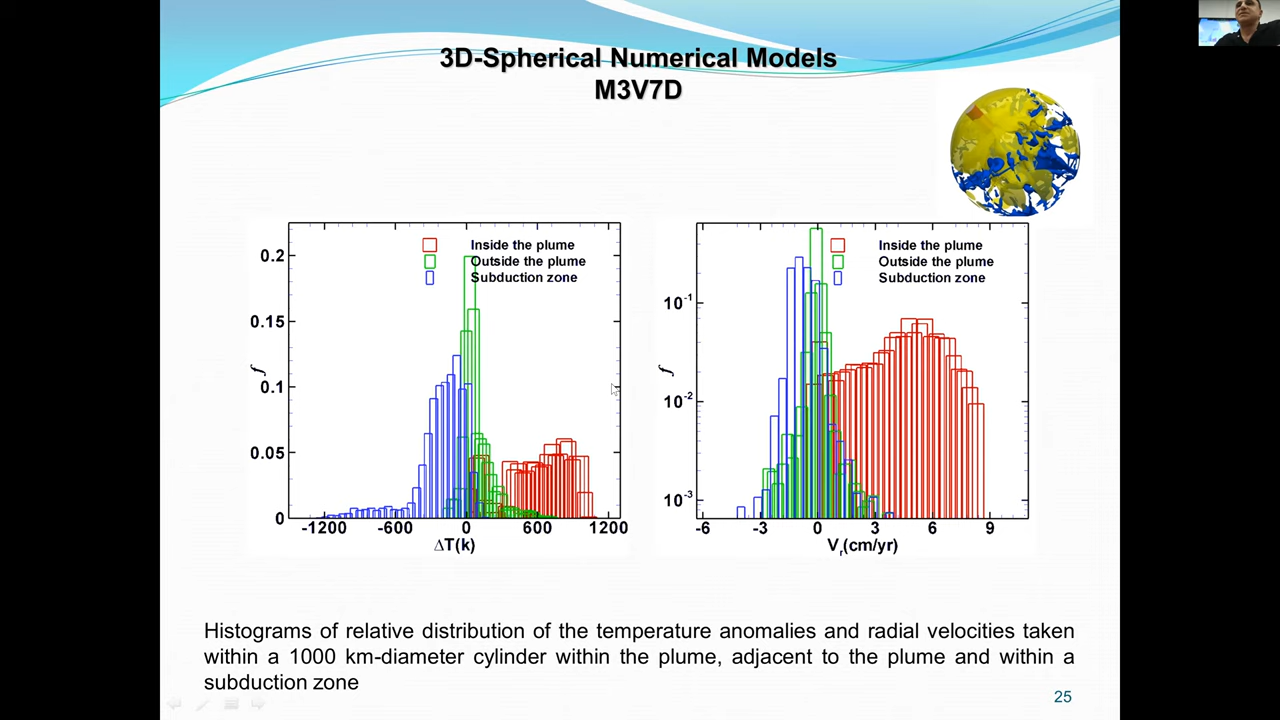 3D-Spherical Numerical Models
M3V7D
Inside the plume
Outside the plume
Subduction zone
0.2
0.15
0.1
0.05
0
f
-1200 -600 0 600 1200
ΔT(k)
Inside the plume
Outside the plume
Subduction zone
10-1
10-2
10-3
f
-6 -3 0 3 6 9
Vr(cm/yr)
Histograms of relative distribution of the temperature anomalies and radial velocities taken
within a 1000 km-diameter cylinder within the plume, adjacent to the plume and within a
subduction zone
25